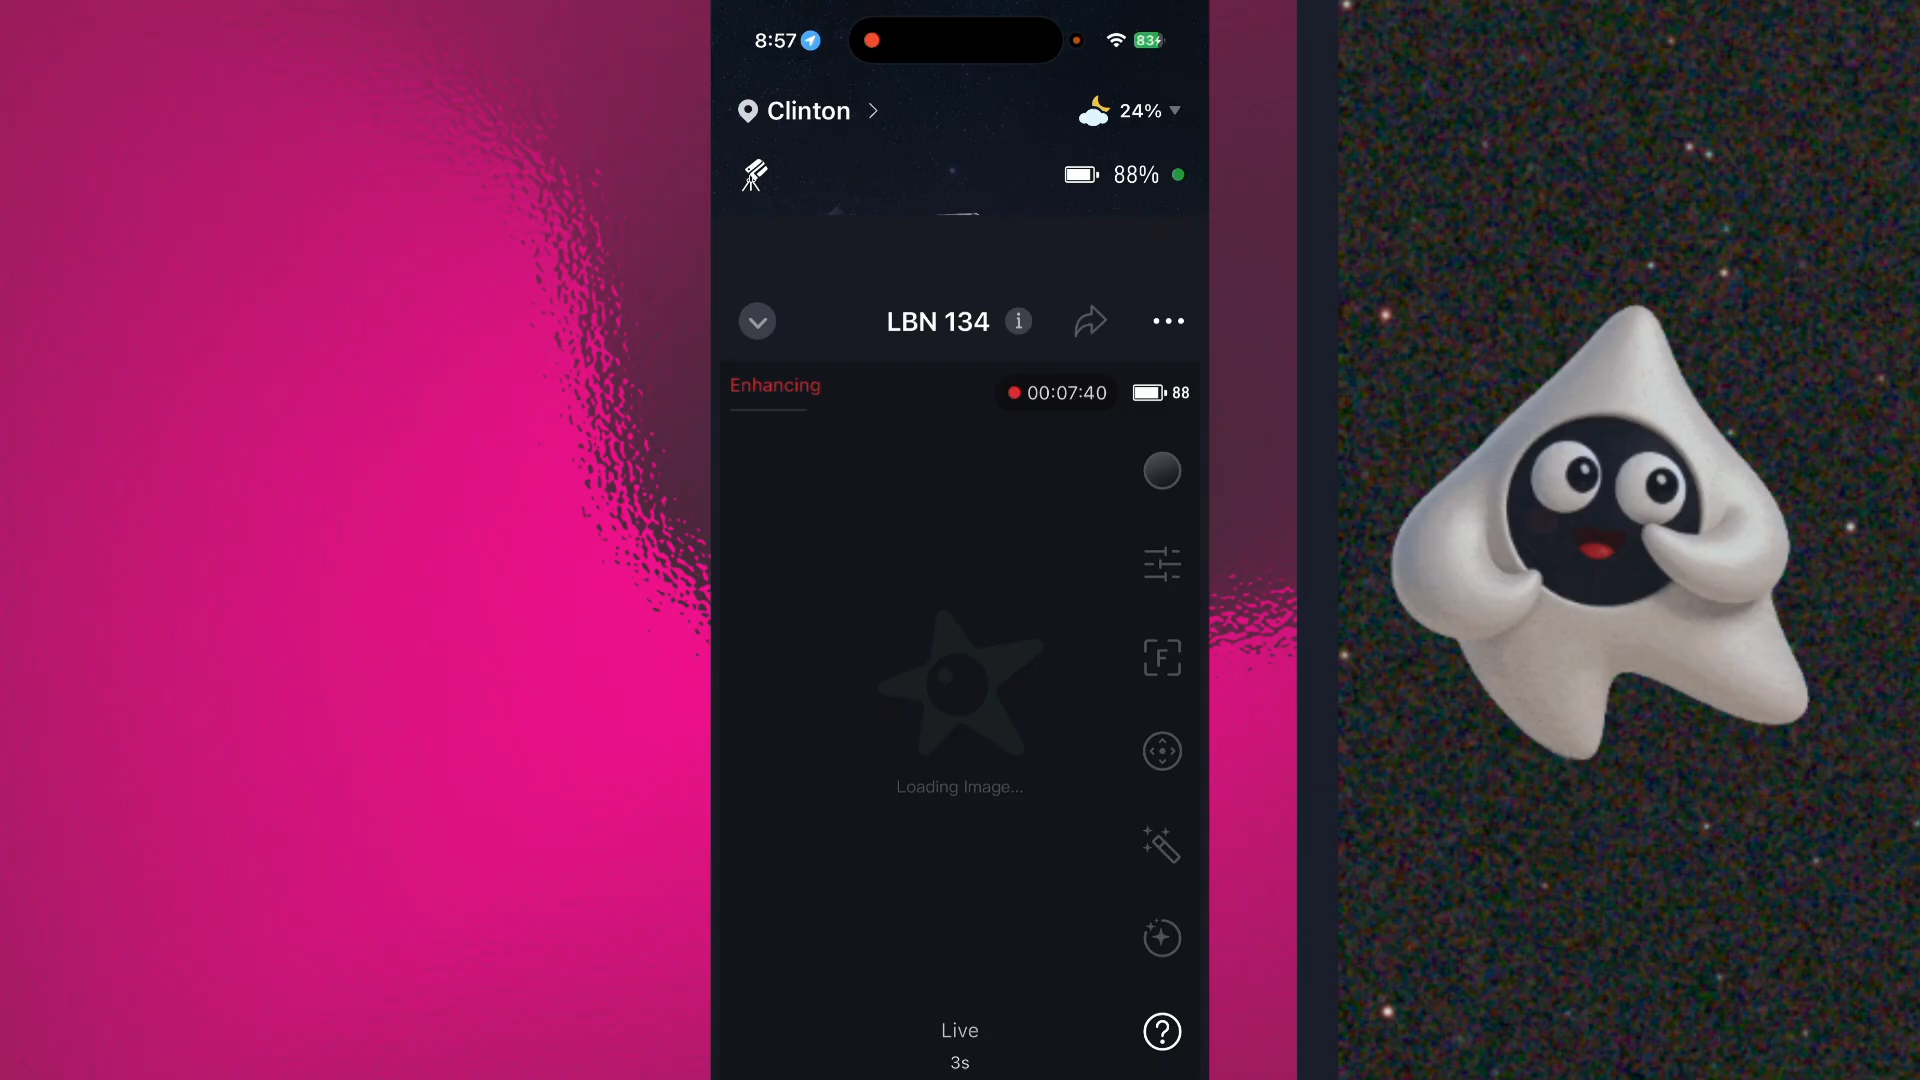 8:57
83
Clinton
24%
88%
LBN 134
Enhancing
00:07:40
88
F
Loading Image...
Live
3s